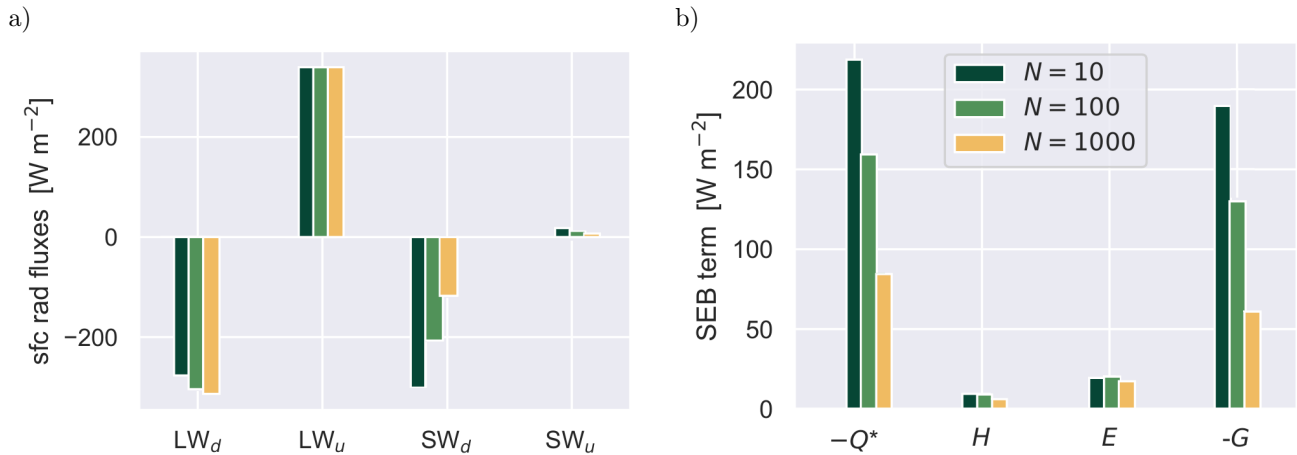 a)
sfc rad fluxes [W m⁻²]
200
0
−200
LW_d
LW_u
SW_d
SW_u
b)
SEB term [W m⁻²]
200
150
100
50
0
N = 10
N = 100
N = 1000
−Q*
H
E
-G